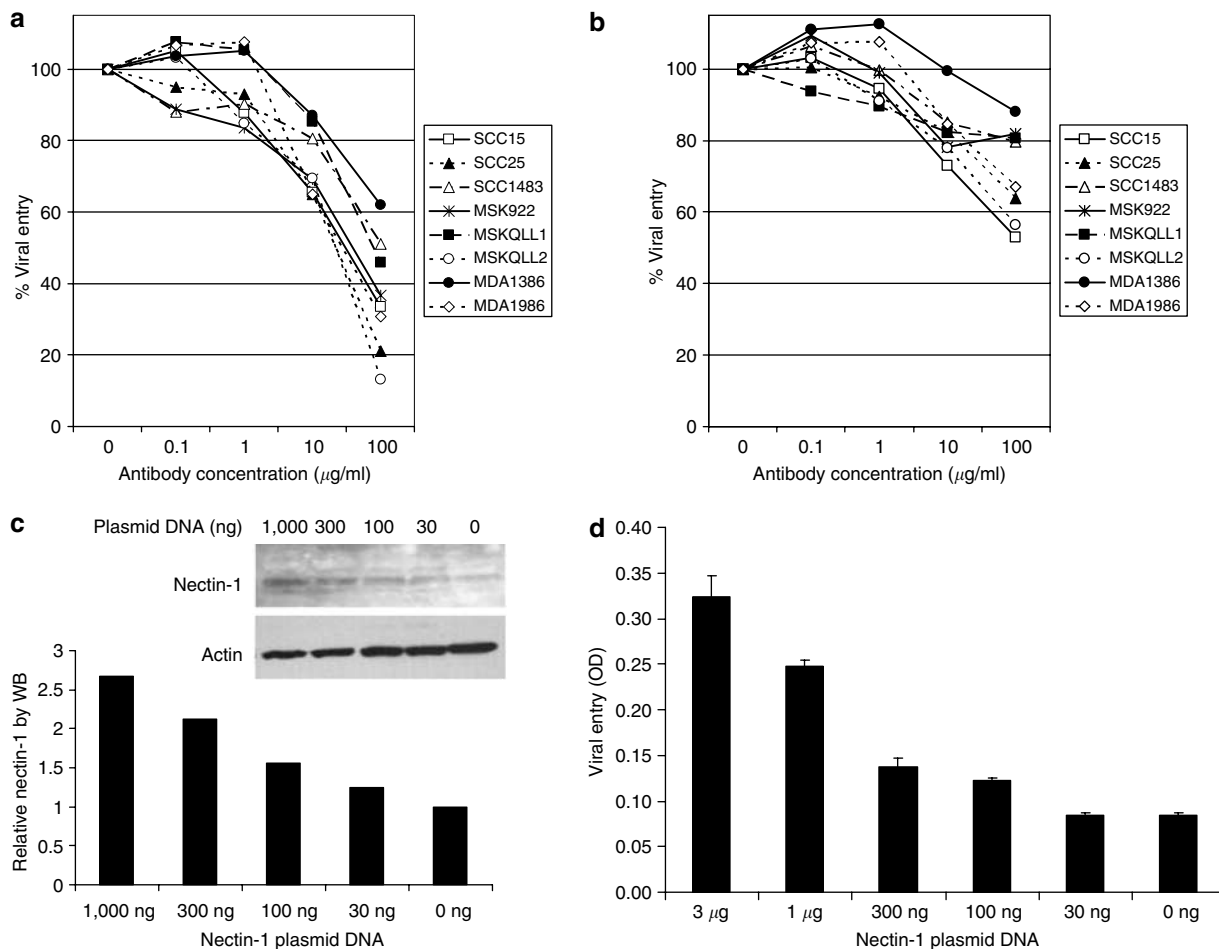 a
100
80
60
40
20
0
% Viral entry
0 0.1 1 10 100
Antibody concentration (μg/ml)
SCC15
SCC25
SCC1483
MSK922
MSKQLL1
MSKQLL2
MDA1386
MDA1986
b
100
80
60
40
20
0
% Viral entry
0 0.1 1 10 100
Antibody concentration (μg/ml)
SCC15
SCC25
SCC1483
MSK922
MSKQLL1
MSKQLL2
MDA1386
MDA1986
c
Plasmid DNA (ng) 1,000 300 100 30 0
Nectin-1
Actin
3
2.5
2
1.5
1
0.5
0
Relative nectin-1 by WB
1,000 ng 300 ng 100 ng 30 ng 0 ng
Nectin-1 plasmid DNA
d
0.40
0.35
0.30
0.25
0.20
0.15
0.10
0.05
0.00
Viral entry (OD)
3 μg 1 μg 300 ng 100 ng 30 ng 0 ng
Nectin-1 plasmid DNA